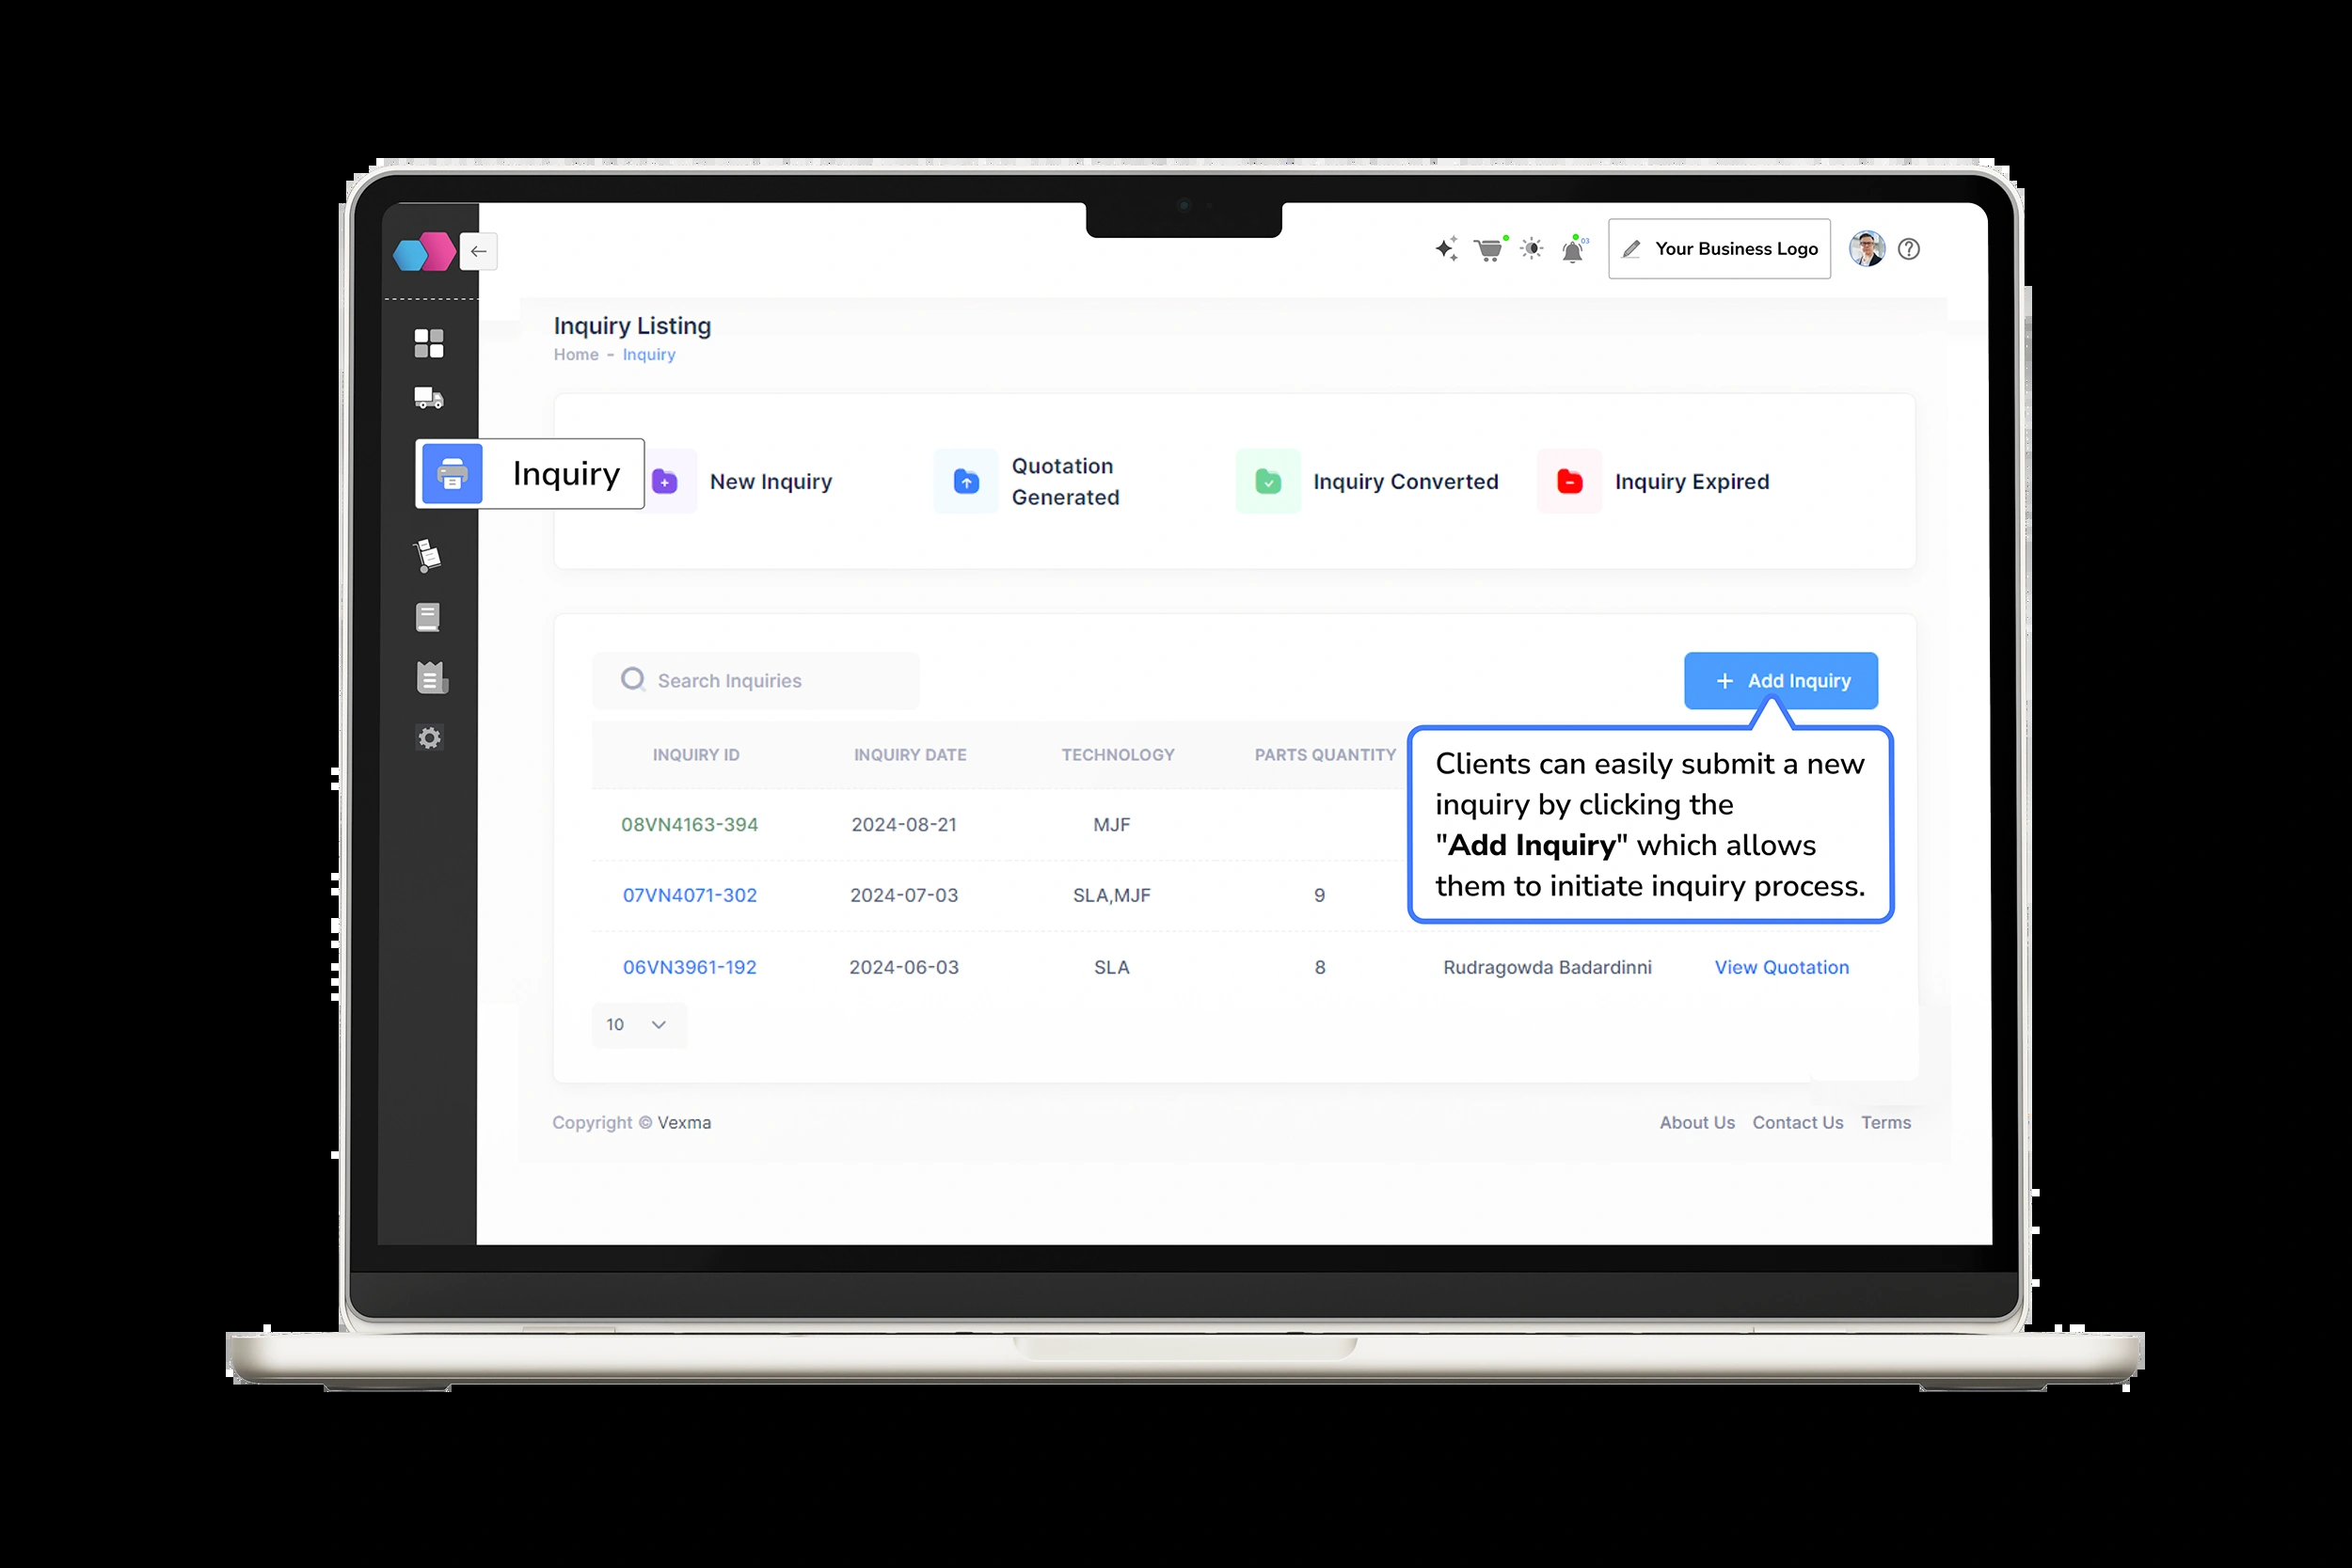 03
Your Business Logo
Inquiry Listing
Home - Inquiry
Inquiry
New Inquiry
Quotation
Generated
Inquiry Converted
Inquiry Expired
Search Inquiries
+ Add Inquiry
INQUIRY ID INQUIRY DATE TECHNOLOGY PARTS QUANTITY
Clients can easily submit a new
inquiry by clicking the
"Add Inquiry" which allows
them to initiate inquiry process.
08VN4163-394 2024-08-21 MJF
07VN4071-302 2024-07-03 SLA,MJF 9
06VN3961-192 2024-06-03 SLA 8 Rudragowda Badardinni View Quotation
10
Copyright © Vexma
About Us Contact Us Terms